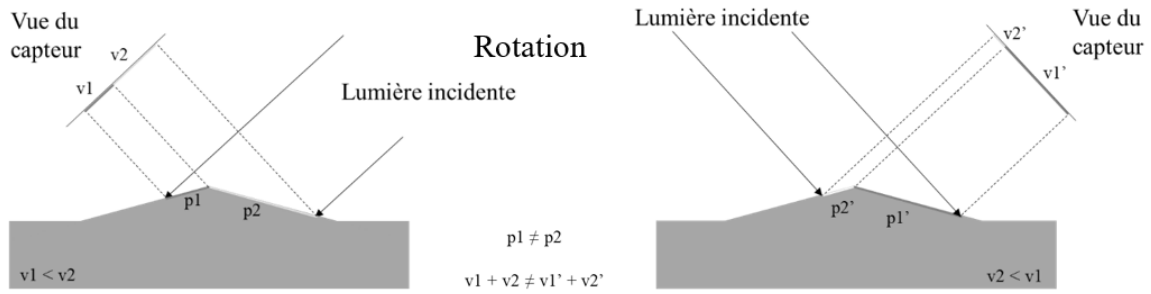 Vue du
capteur
v2
v1
Lumière incidente
p1
p2
v1 < v2
Rotation
p1 ≠ p2
v1 + v2 ≠ v1’ + v2’
Lumière incidente
Vue du
capteur
v2’
v1’
p2’
p1’
v2 < v1